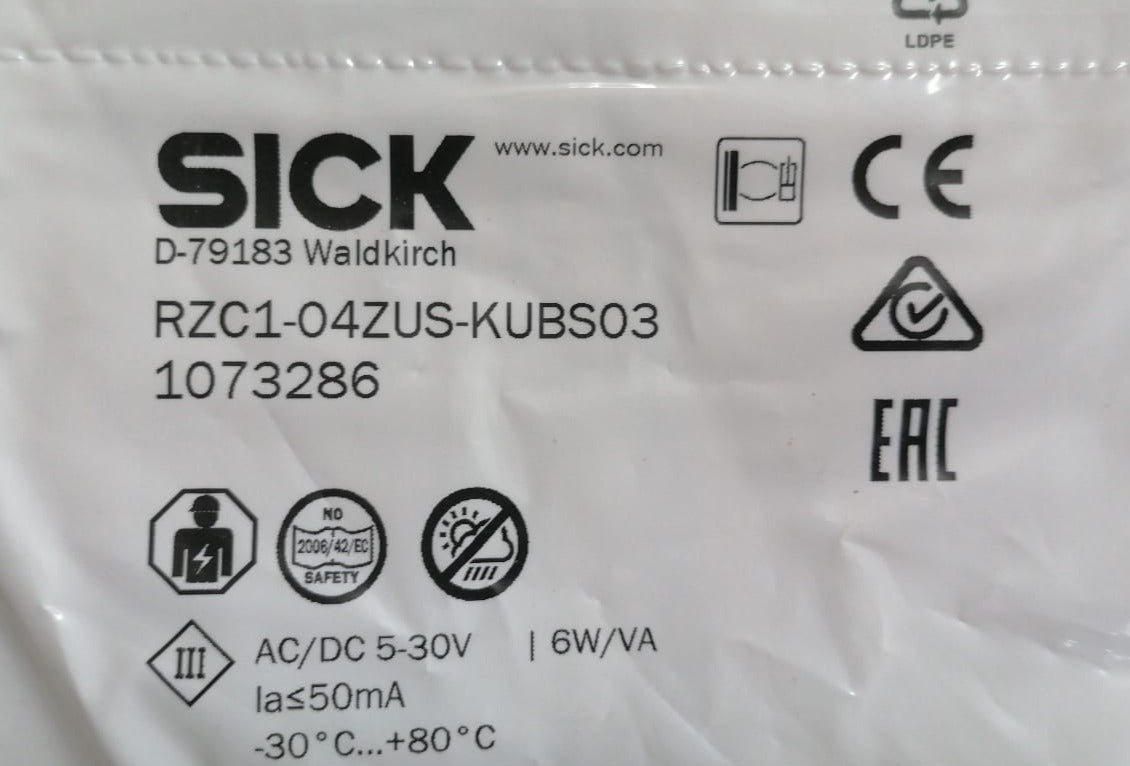 LDPE
SICK www.sick.com
D-79183 Waldkirch
RZC1-04ZUS-KUBS03
1073286
CE
EAC
NO
2006/42/EC
SAFETY
III
AC/DC 5-30V | 6W/VA
Ia≤50mA
-30°C...+80°C